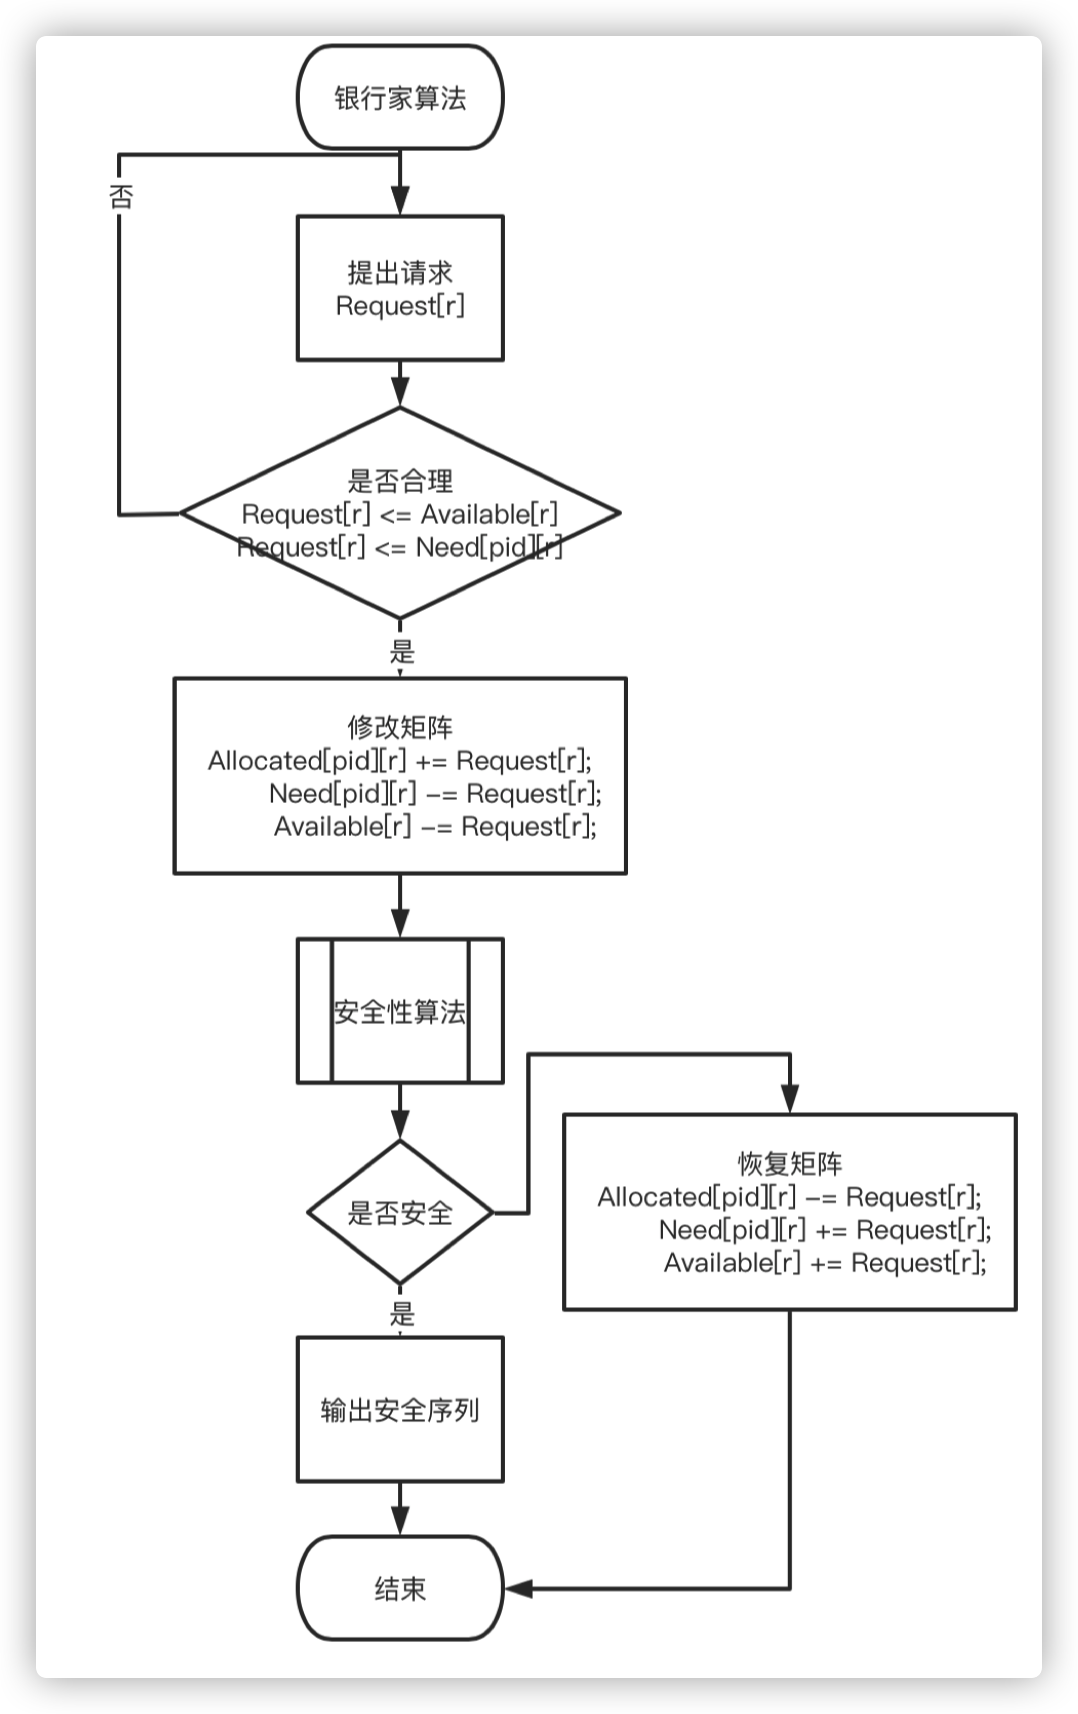 银行家算法
否
提出请求
Request[r]
是否合理
Request[r] <= Available[r]
Request[r] <= Need[pid][r]
是
修改矩阵
Allocated[pid][r] += Request[r];
Need[pid][r] -= Request[r];
Available[r] -= Request[r];
安全性算法
是否安全
恢复矩阵
Allocated[pid][r] -= Request[r];
Need[pid][r] += Request[r];
Available[r] += Request[r];
是
输出安全序列
结束